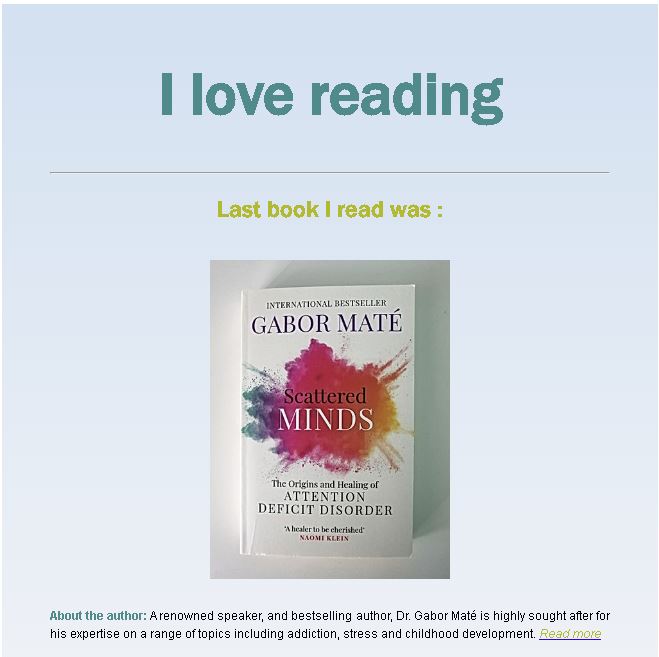 I love reading
Last book I read was :
INTERNATIONAL BESTSELLER
GABOR MATÉ
Scattered
MINDS
The Origins and Healing of
ATTENTION
DEFICIT DISORDER
'A healer to be cherished'
NAOMI KLEIN
About the author: A renowned speaker, and bestselling author, Dr. Gabor Maté is highly sought after for
his expertise on a range of topics including addiction, stress and childhood development. Read more